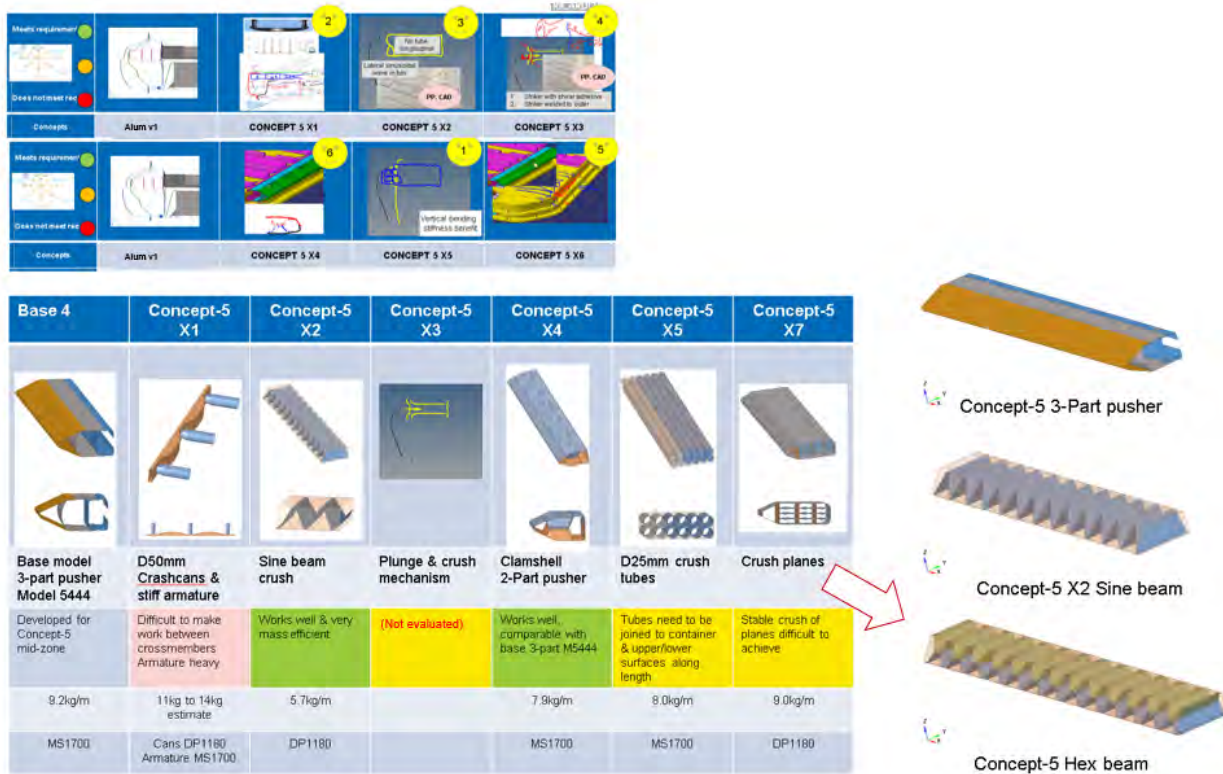 "2"
"3"
"4"
Meets requirement
Does not meet req
No tube longitudinal
Lateral sinusoidal wave in tube
PP. CAD
PP. CAD
1. Striker with shear adhesive
2. Striker welded to outer
Concepts
Alum v1
CONCEPT 5 X1
CONCEPT 5 X2
CONCEPT 5 X3
"6"
"1"
"5"
Meets requirement
Does not meet req
Vertical bending
stiffness benefit
Concepts
Alum v1
CONCEPT 5 X4
CONCEPT 5 X5
CONCEPT 5 X6
Base 4
Concept-5
X1
Concept-5
X2
Concept-5
X3
Concept-5
X4
Concept-5
X5
Concept-5
X7
Base model
3-part pusher
Model 5444
D50mm
Crashcans &
stiff armature
Sine beam
crush
Plunge & crush
mechanism
Clamshell
2-Part pusher
D25mm crush
tubes
Crush planes
Developed for
Concept-5
mid-zone
Difficult to make
work between
crossmembers
Armature heavy
Works well & very
mass efficient
(Not evaluated)
Works well,
comparable with
base 3-part M5444
Tubes need to be
joined to container
& upper/lower
surfaces along
length
Stable crush of
planes difficult to
achieve
9.2kg/m
11kg to 14kg
estimate
5.7kg/m
7.9kg/m
8.0kg/m
9.0kg/m
MS1700
Cans DP1180
Armature MS1700
DP1180
MS1700
MS1700
DP1180
Concept-5 3-Part pusher
Concept-5 X2 Sine beam
Concept-5 Hex beam